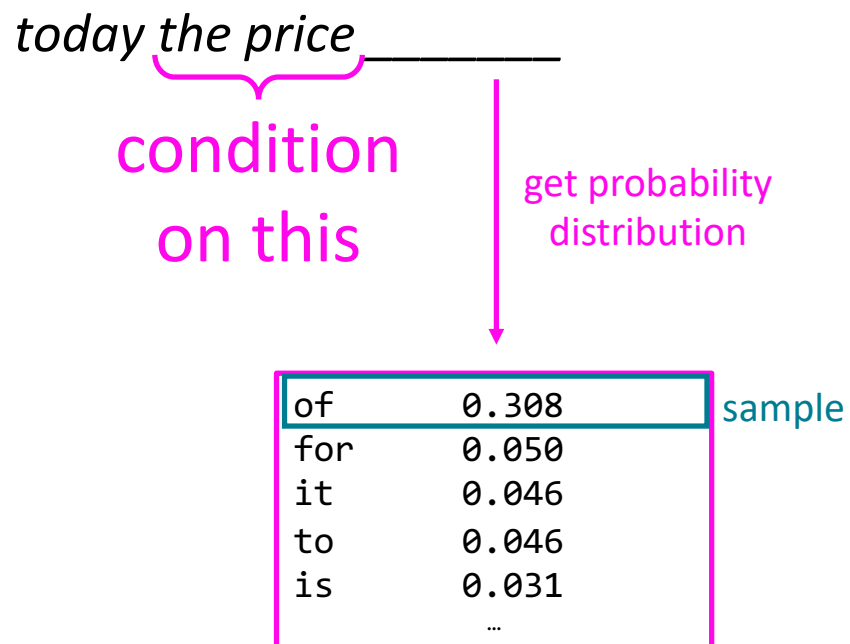 today the price _______
condition
on this
get probability
distribution
of 0.308
sample
for 0.050
it 0.046
to 0.046
is 0.031
…